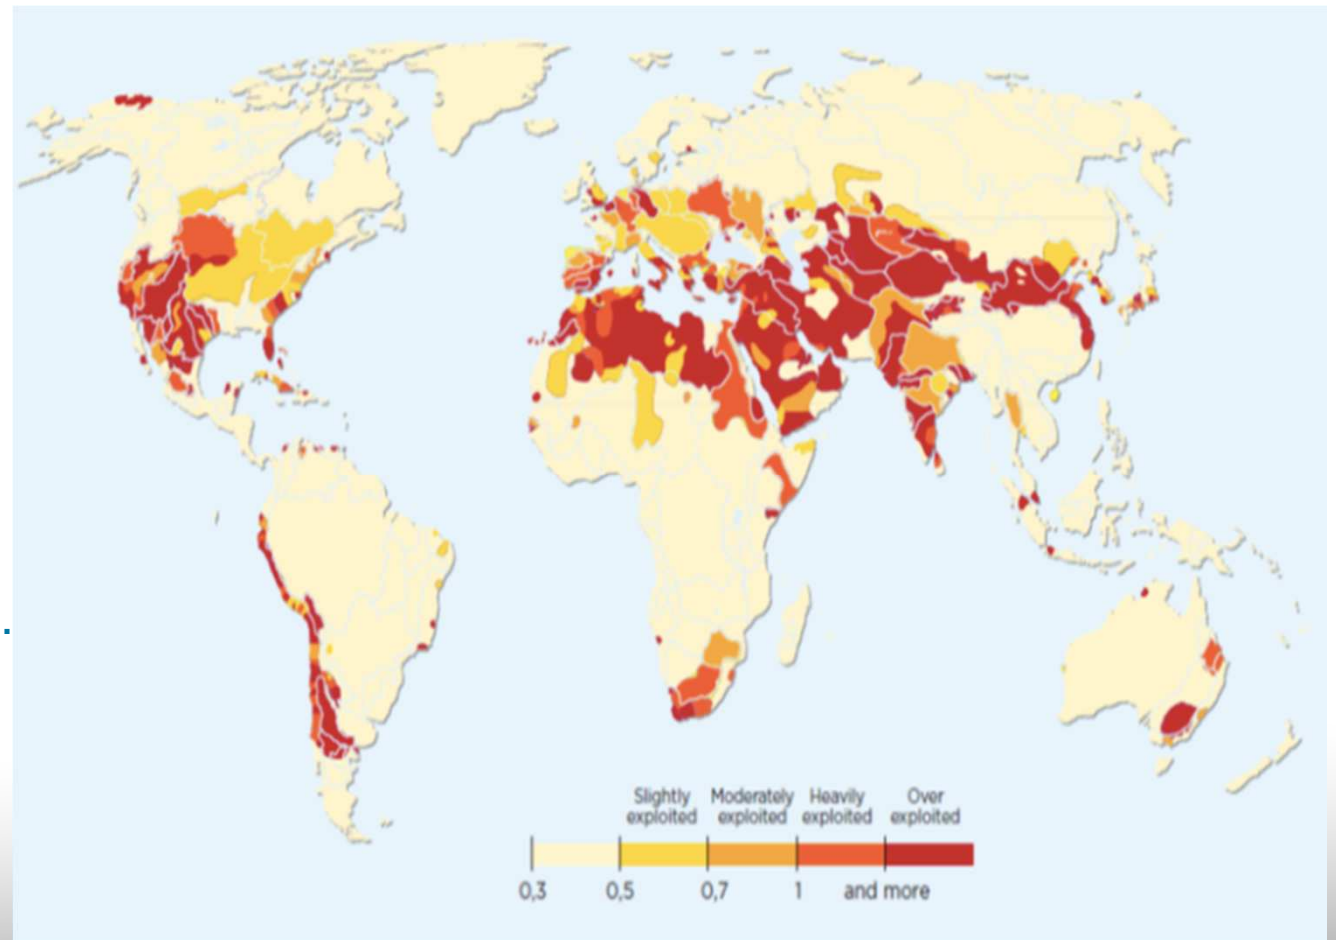 Slightly Moderately Heavily Over
exploited exploited exploited exploited
0,3 0,5 0,7 1 and more